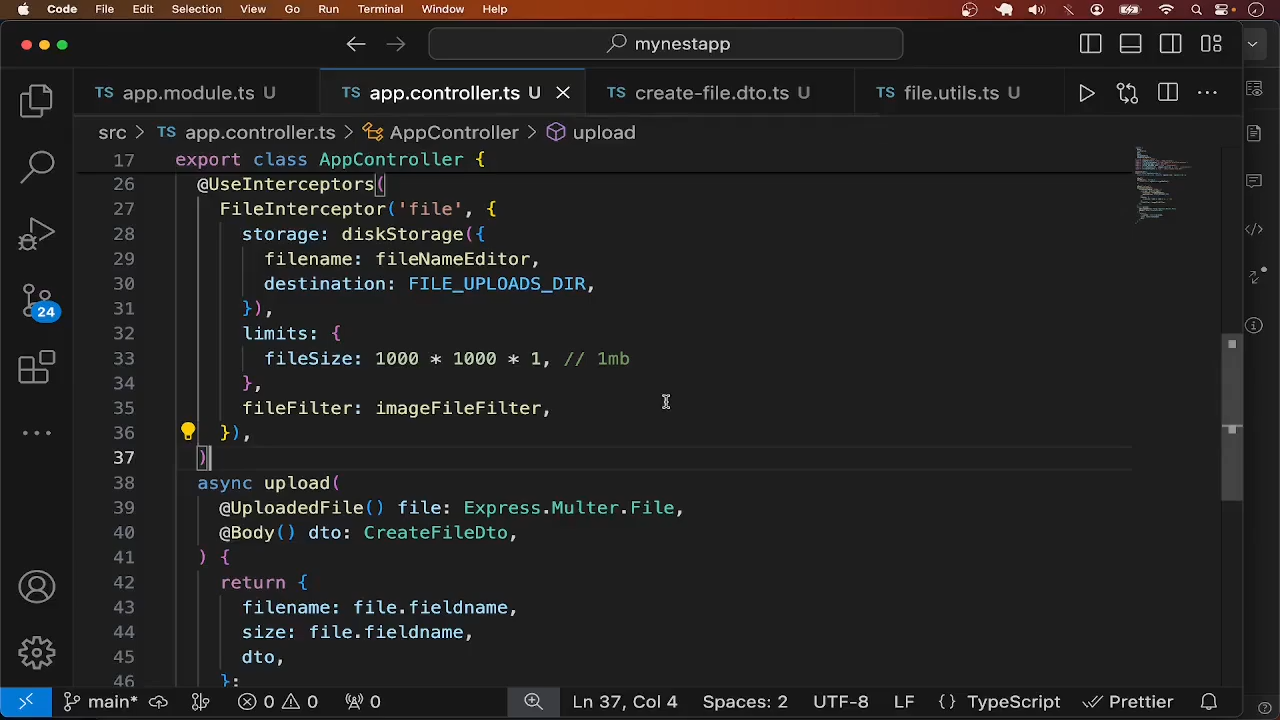 Code File Edit Selection View Go Run Terminal Window Help
mynestapp
TS app.module.ts U TS app.controller.ts U TS create-file.dto.ts U TS file.utils.ts U
src > TS app.controller.ts > AppController > upload
17 export class AppController {
26 @UseInterceptors(
27 FileInterceptor('file', {
28 storage: diskStorage({
29 filename: fileNameEditor,
30 destination: FILE_UPLOADS_DIR,
31 }),
32 limits: {
33 fileSize: 1000 * 1000 * 1, // 1mb
34 },
35 fileFilter: imageFileFilter,
36 }),
37 )
38 async upload(
39 @UploadedFile() file: Express.Multer.File,
40 @Body() dto: CreateFileDto,
41 ) {
42 return {
43 filename: file.fieldname,
44 size: file.fieldname,
45 dto,
46 };
24
main* 0 0 0 Ln 37, Col 4 Spaces: 2 UTF-8 LF {} TypeScript Prettier